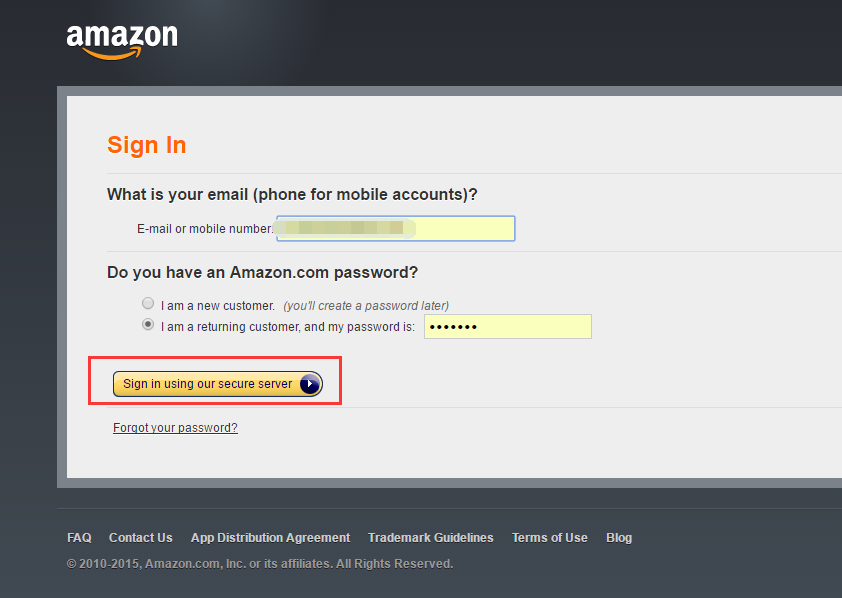 amazon
Sign In
What is your email (phone for mobile accounts)?
E-mail or mobile number:
Do you have an Amazon.com password?
I am a new customer. (you'll create a password later)
I am a returning customer, and my password is: •••••••
Sign in using our secure server
Forgot your password?
FAQ Contact Us App Distribution Agreement Trademark Guidelines Terms of Use Blog
© 2010-2015, Amazon.com, Inc. or its affiliates. All Rights Reserved.